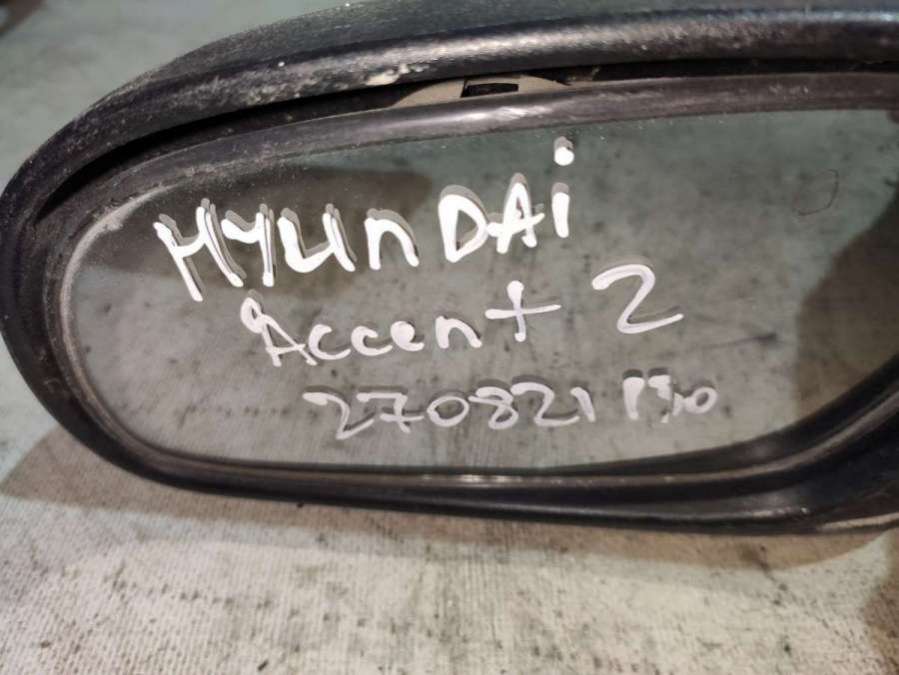 HYUnDAi
Accent 2
270821